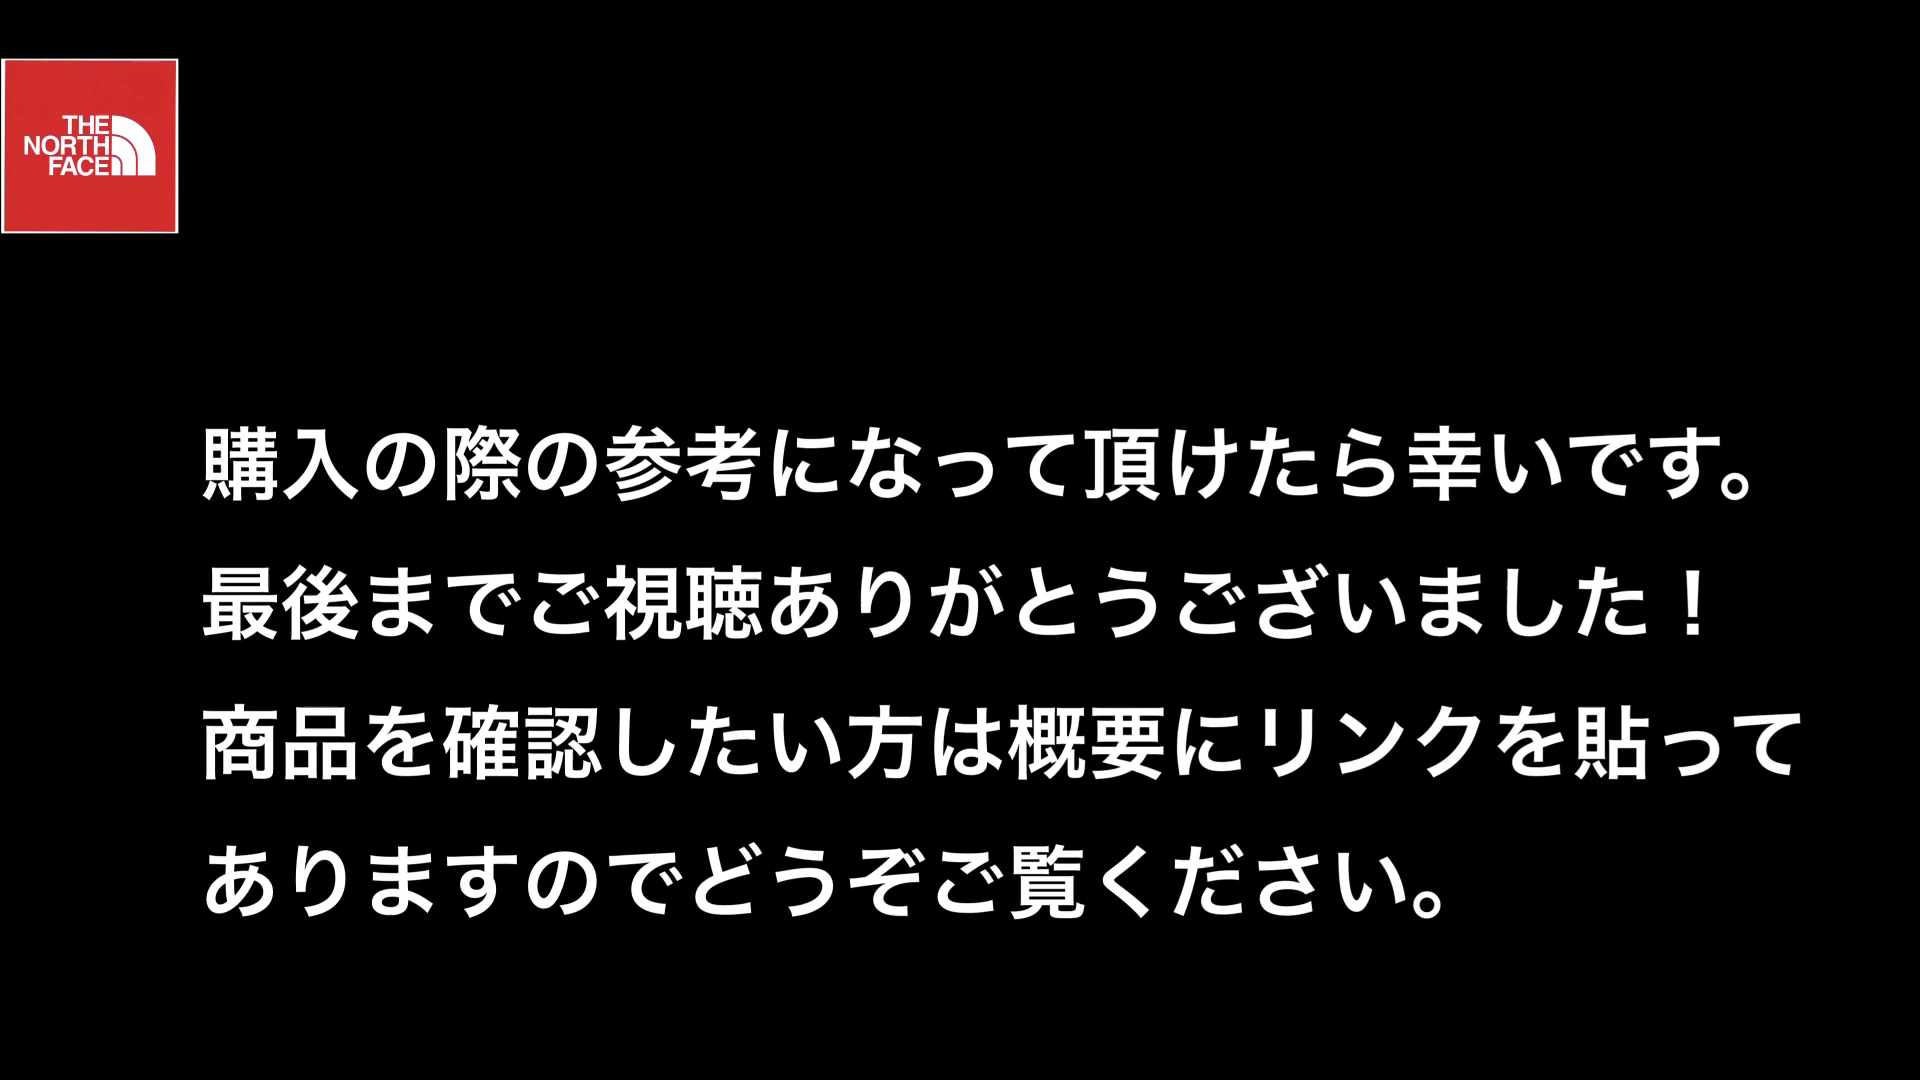 THE
NORTH
FACE
購入の際の参考になって頂けたら幸いです。
最後までご視聴ありがとうございました！
商品を確認したい方は概要にリンクを貼って
ありますのでどうぞご覧ください。